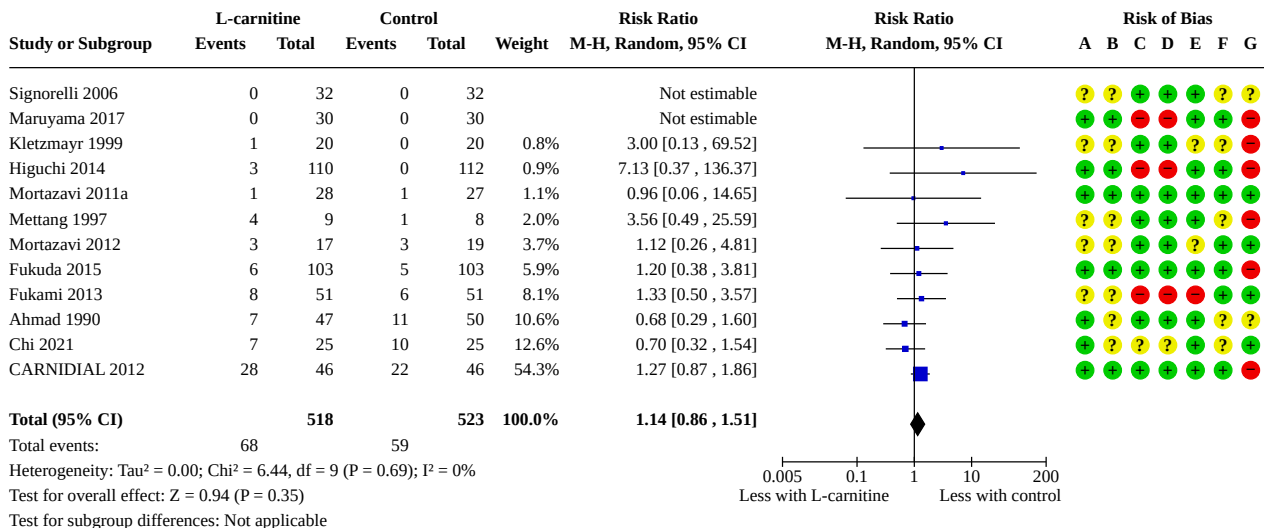 L-carnitine Control Risk Ratio Risk Ratio Risk of Bias
Study or Subgroup Events Total Events Total Weight M-H, Random, 95% CI M-H, Random, 95% CI A B C D E F G
Signorelli 2006 0 32 0 32 Not estimable ? ? + + + ? ?
Maruyama 2017 0 30 0 30 Not estimable + + − − + + −
Kletzmayr 1999 1 20 0 20 0.8% 3.00 [0.13 , 69.52] ? ? + + ? ? −
Higuchi 2014 3 110 0 112 0.9% 7.13 [0.37 , 136.37] + + − − + + −
Mortazavi 2011a 1 28 1 27 1.1% 0.96 [0.06 , 14.65] + + + + + + +
Mettang 1997 4 9 1 8 2.0% 3.56 [0.49 , 25.59] ? ? + + + ? −
Mortazavi 2012 3 17 3 19 3.7% 1.12 [0.26 , 4.81] ? ? + + ? + +
Fukuda 2015 6 103 5 103 5.9% 1.20 [0.38 , 3.81] + + + + + + −
Fukami 2013 8 51 6 51 8.1% 1.33 [0.50 , 3.57] ? ? − − − + +
Ahmad 1990 7 47 11 50 10.6% 0.68 [0.29 , 1.60] + ? + + + ? ?
Chi 2021 7 25 10 25 12.6% 0.70 [0.32 , 1.54] + ? ? ? + ? +
CARNIDIAL 2012 28 46 22 46 54.3% 1.27 [0.87 , 1.86] + + + + + + −
Total (95% CI) 518 523 100.0% 1.14 [0.86 , 1.51]
Total events: 68 59
Heterogeneity: Tau² = 0.00; Chi² = 6.44, df = 9 (P = 0.69); I² = 0% 0.005 0.1 1 10 200
Test for overall effect: Z = 0.94 (P = 0.35) Less with L-carnitine Less with control
Test for subgroup differences: Not applicable